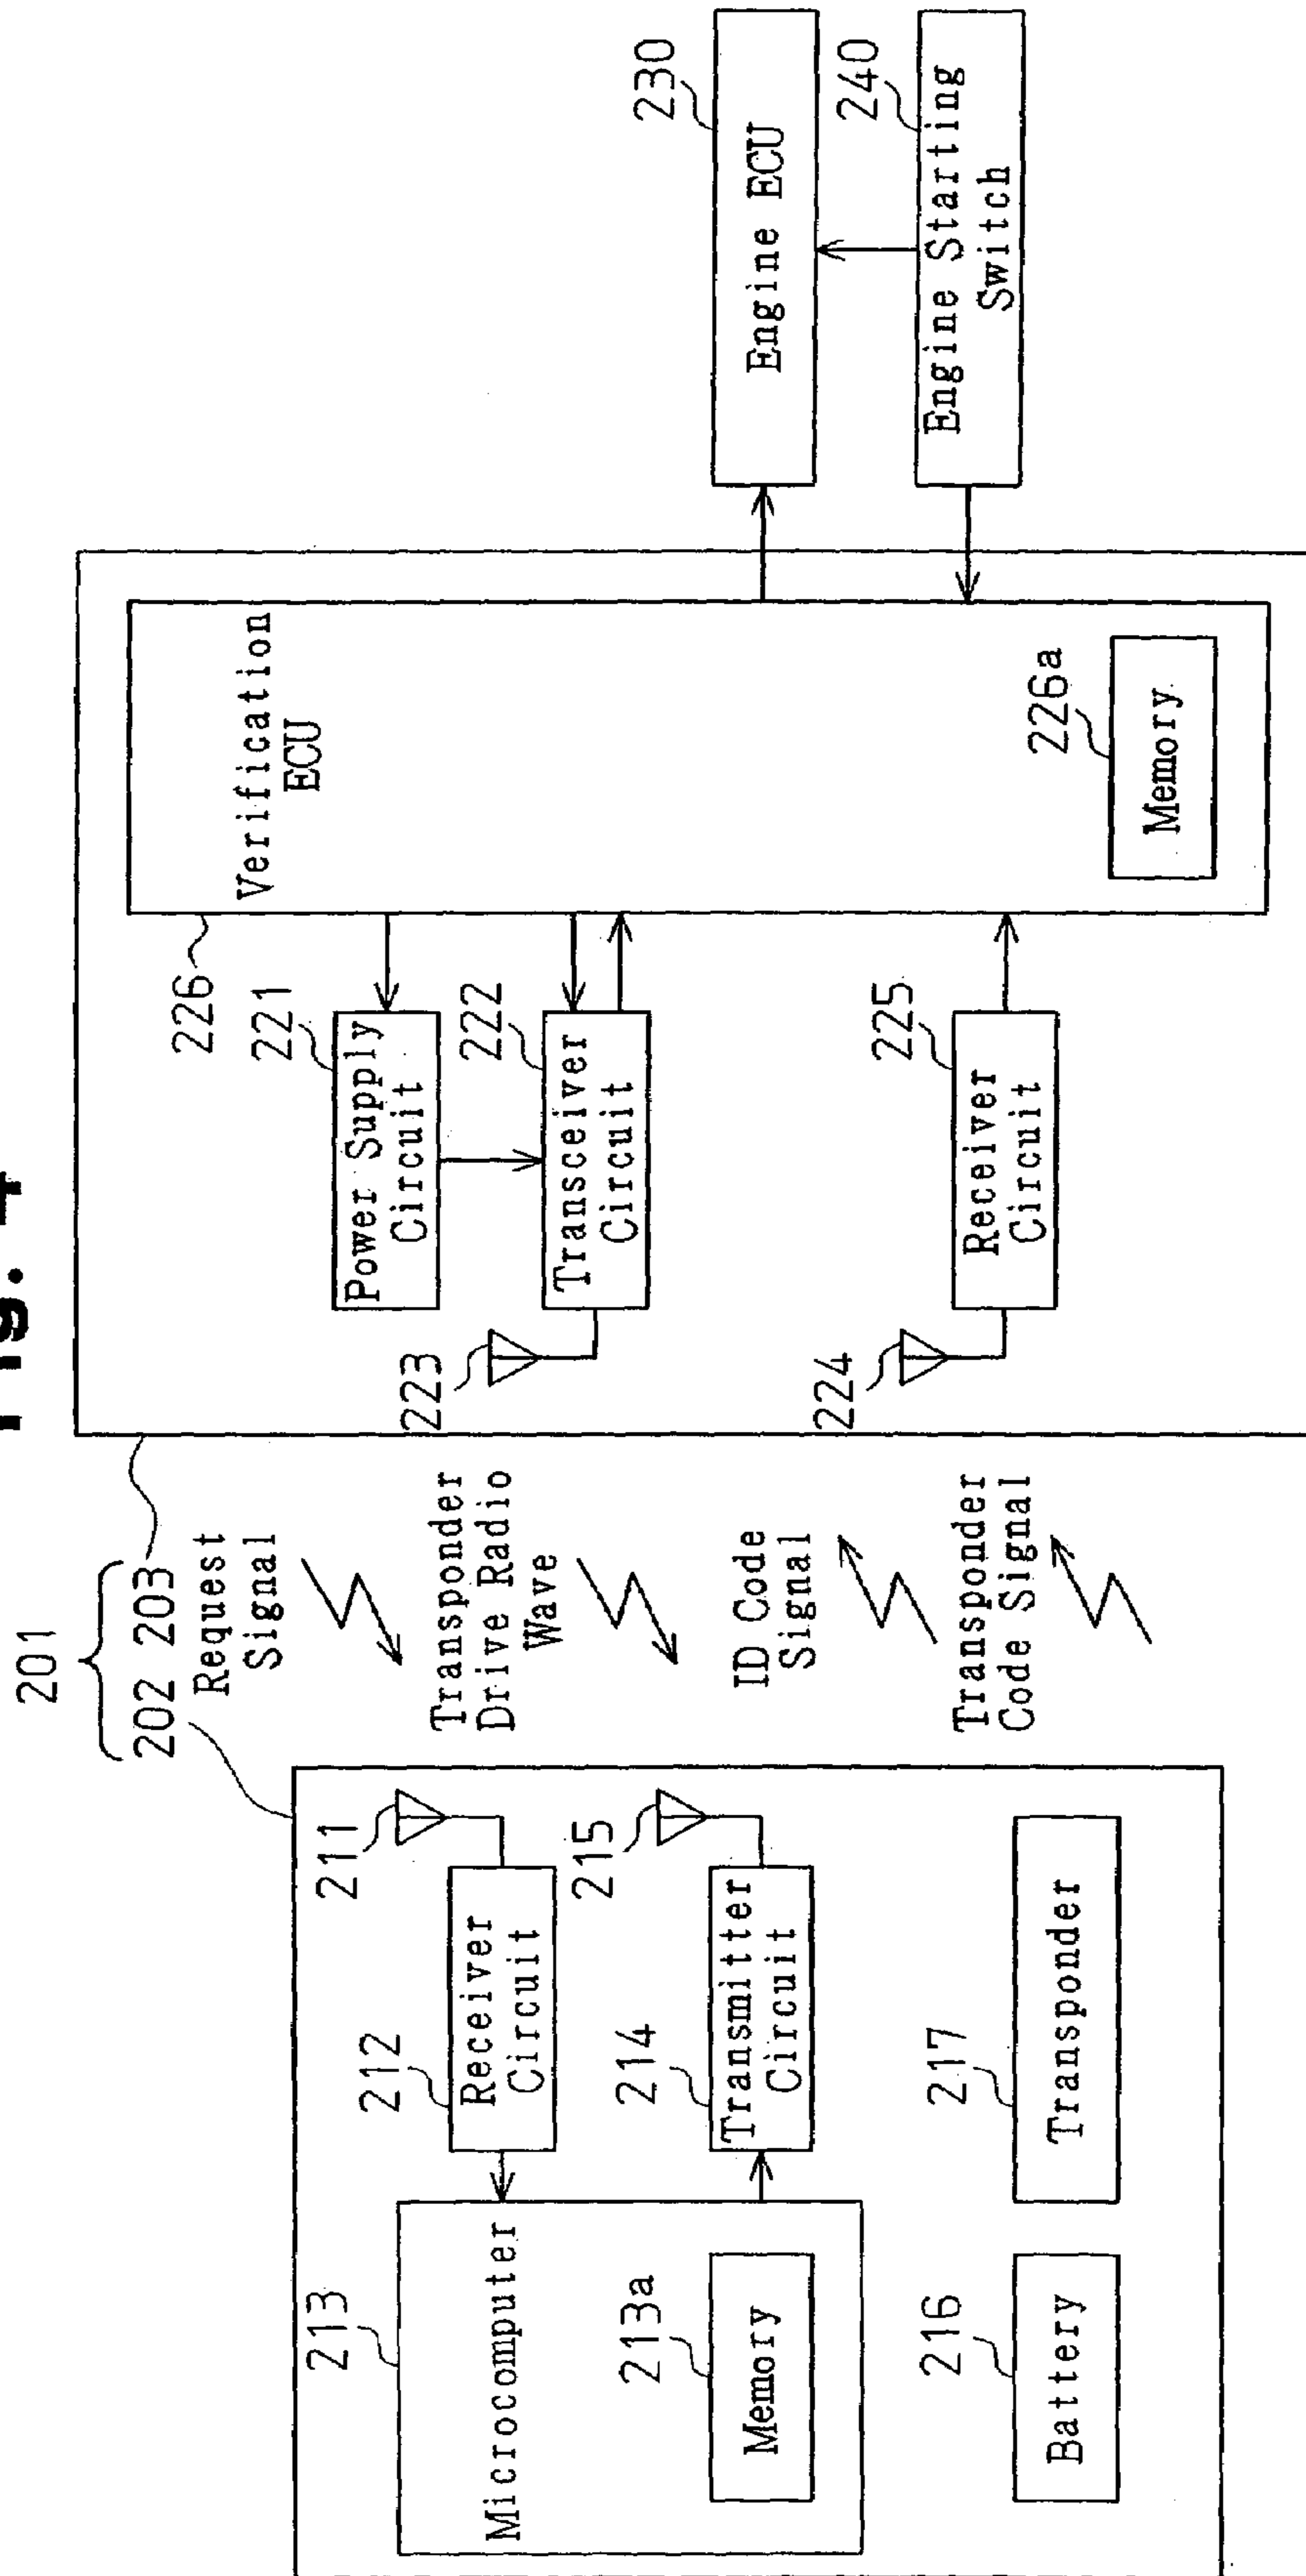 Fig. 4
201
202 203
Request
Signal
Transponder
Drive Radio
Wave
ID Code
Signal
Transponder
Code Signal
213
Microcomputer
213a
Memory
212
Receiver
Circuit
211
214
Transmitter
Circuit
215
216
Battery
217
Transponder
226
Verification
ECU
221
Power Supply
Circuit
222
Transceiver
Circuit
223
225
Receiver
Circuit
224
226a
Memory
230
Engine ECU
240
Engine Starting
Switch